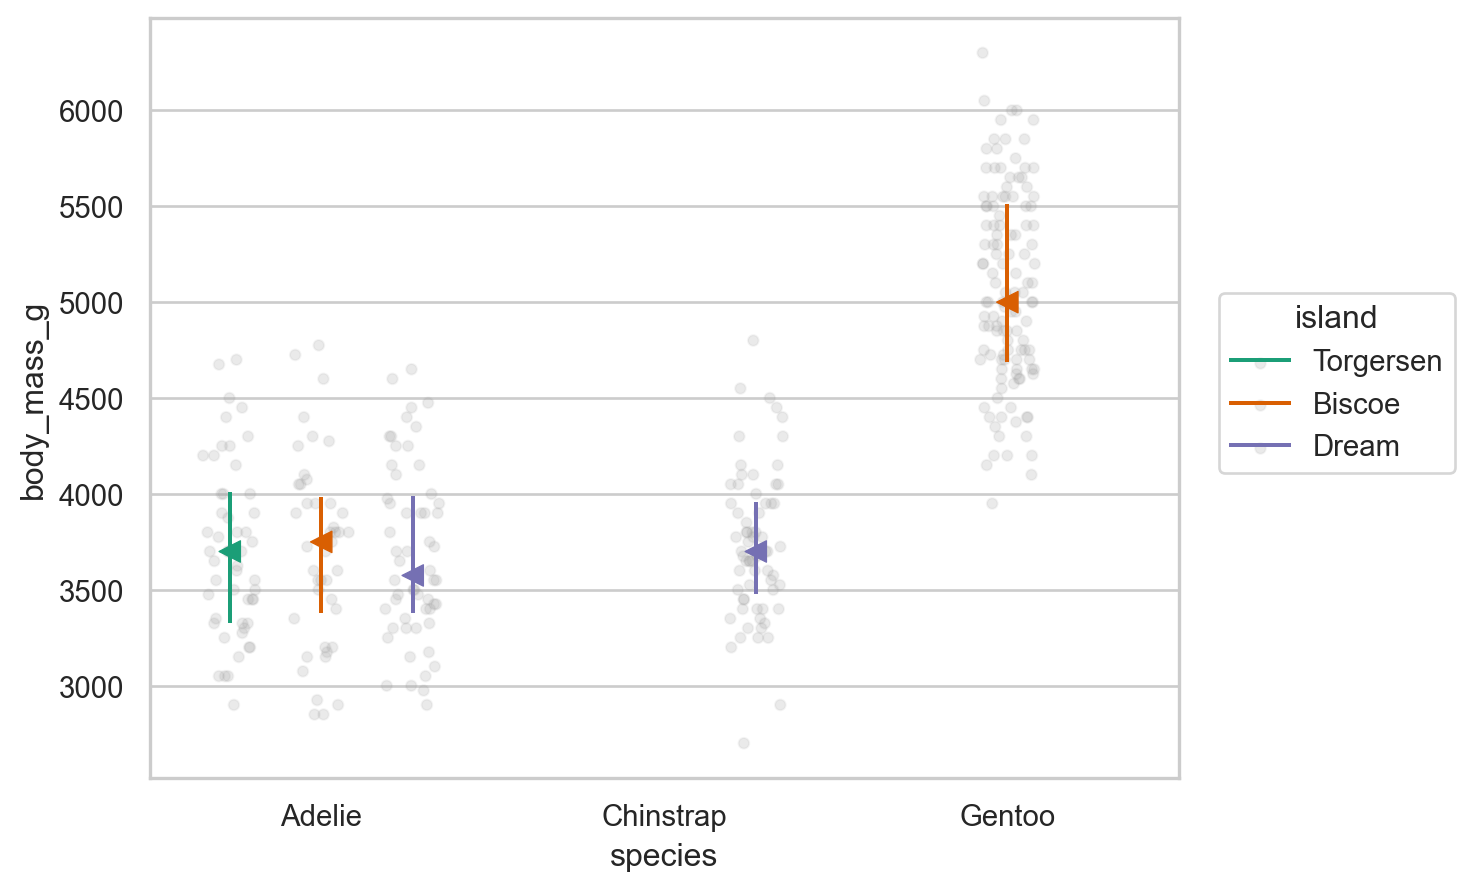 6000
5500
5000
4500
4000
3500
3000
body_mass_g
Adelie
Chinstrap
Gentoo
species
island
Torgersen
Biscoe
Dream